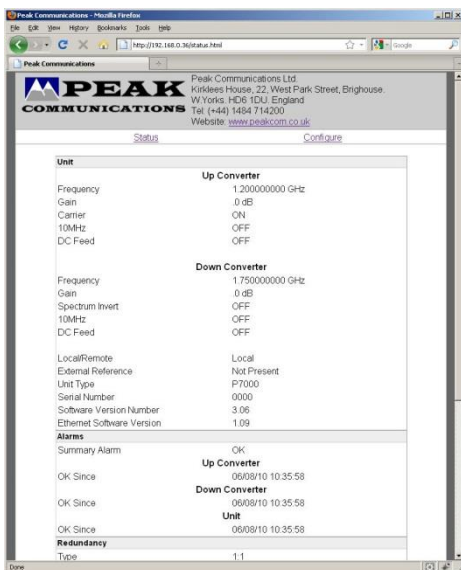 Peak Communications - Mozilla Firefox
File Edit View History Bookmarks Tools Help
http://192.168.0.36/status.html
Google
Peak Communications
PEAK
COMMUNICATIONS
Peak Communications Ltd.
Kirklees House, 22, West Park Street, Brighouse.
W.Yorks. HD6 1DU. England
Tel: (+44) 1484 714200
Website: www.peakcom.co.uk
Status Configure
Unit
Up Converter
Frequency 1.200000000 GHz
Gain .0 dB
Carrier ON
10MHz OFF
DC Feed OFF
Down Converter
Frequency 1.750000000 GHz
Gain .0 dB
Spectrum Invert OFF
10MHz OFF
DC Feed OFF
Local/Remote Local
External Reference Not Present
Unit Type P7000
Serial Number 0000
Software Version Number 3.06
Ethernet Software Version 1.09
Alarms
Summary Alarm OK
Up Converter
OK Since 06/08/10 10:35:58
Down Converter
OK Since 06/08/10 10:35:58
Unit
OK Since 06/08/10 10:35:58
Redundancy
Type 1:1
Done